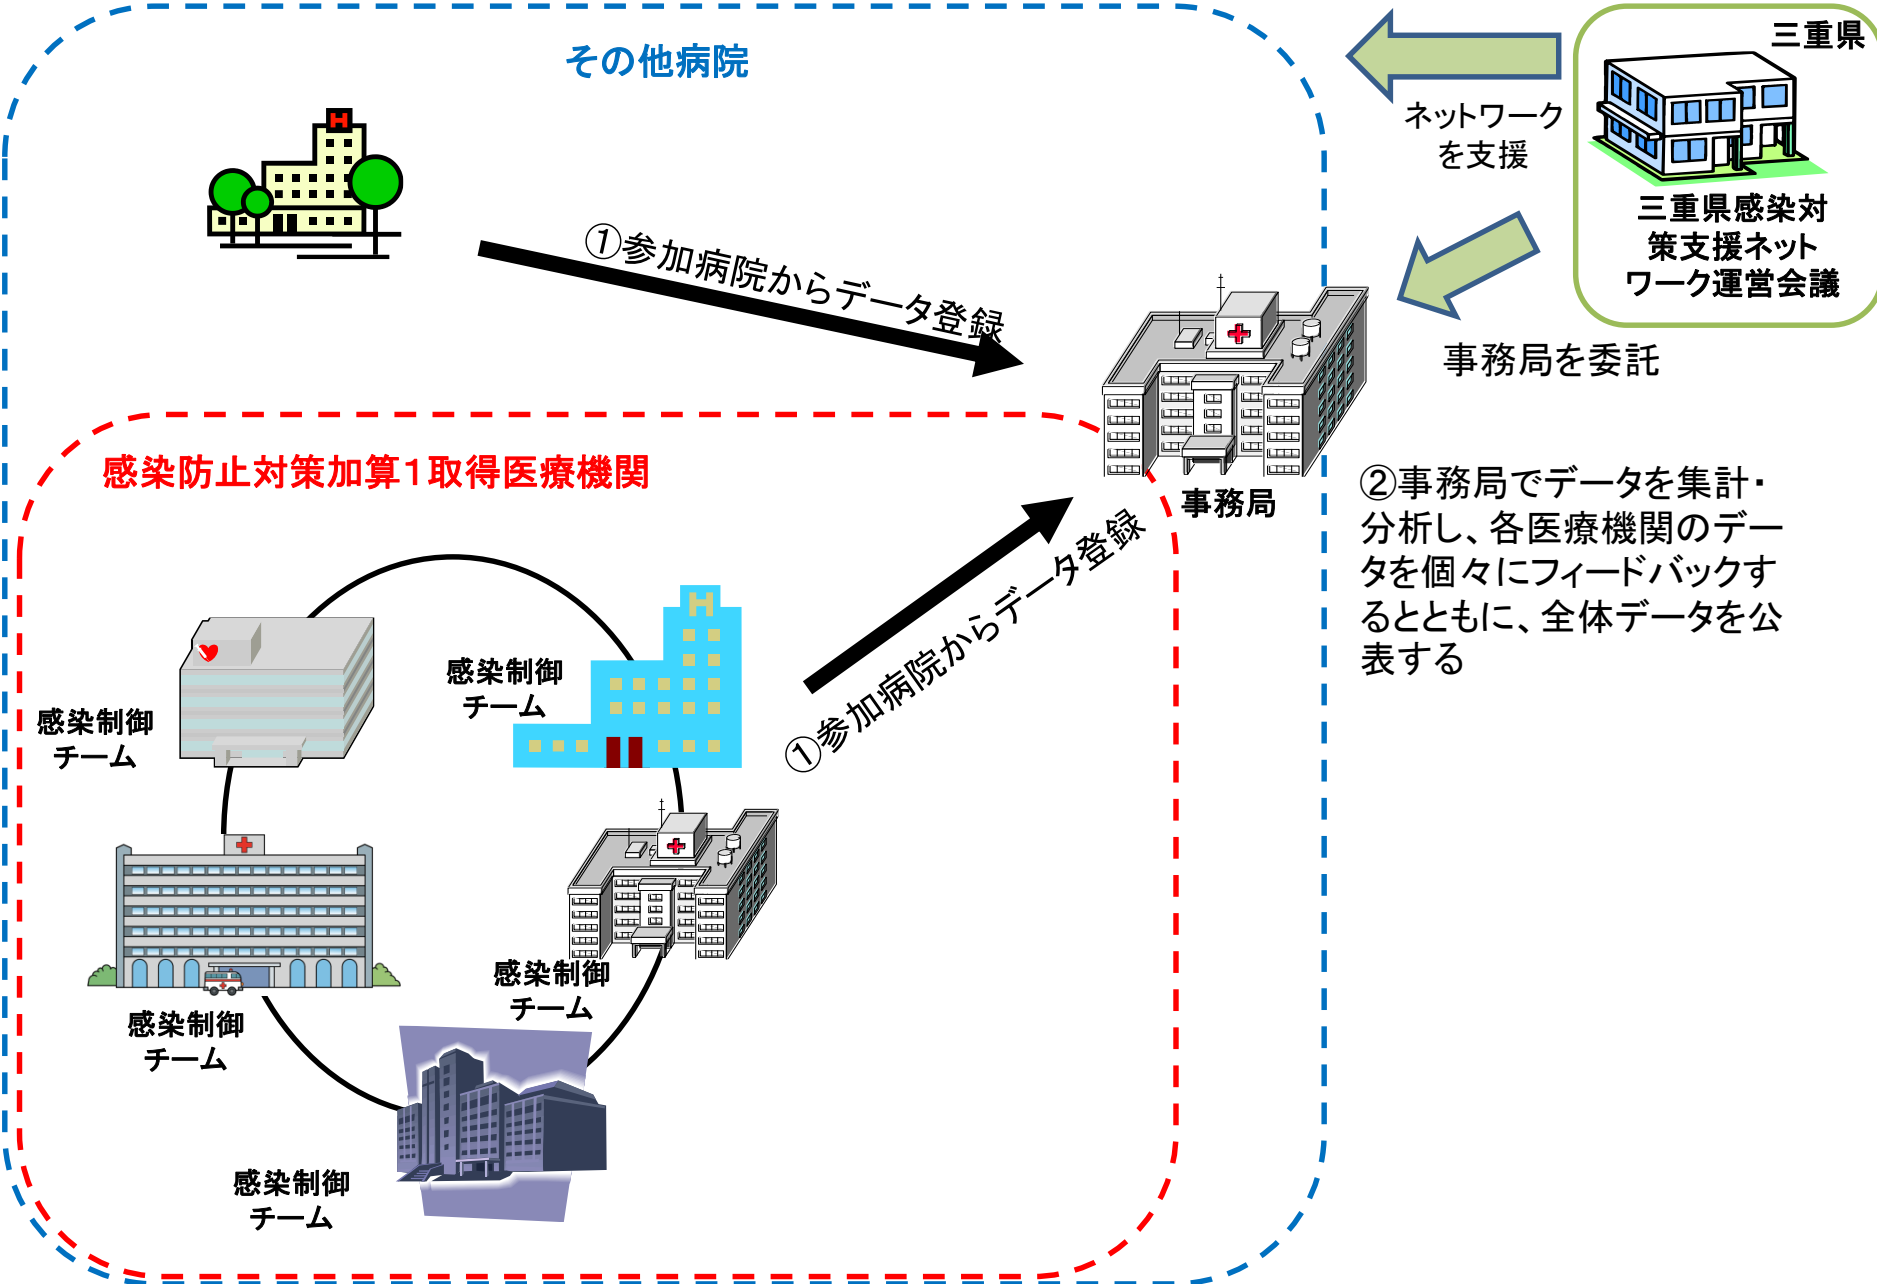 その他病院
三重県
ネットワーク
を支援
三重県感染対
策支援ネット
ワーク運営会議
①参加病院からデータ登録
事務局を委託
感染防止対策加算1取得医療機関
事務局
②事務局でデータを集計・
分析し、各医療機関のデー
タを個々にフィードバックす
るとともに、全体データを公
表する
①参加病院からデータ登録
感染制御
チーム
感染制御
チーム
感染制御
チーム
感染制御
チーム
感染制御
チーム